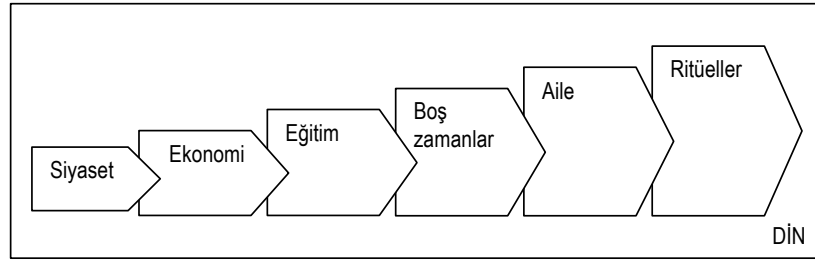 Siyaset
Ekonomi
Eğitim
Boş
zamanlar
Aile
Ritüeller
DİN